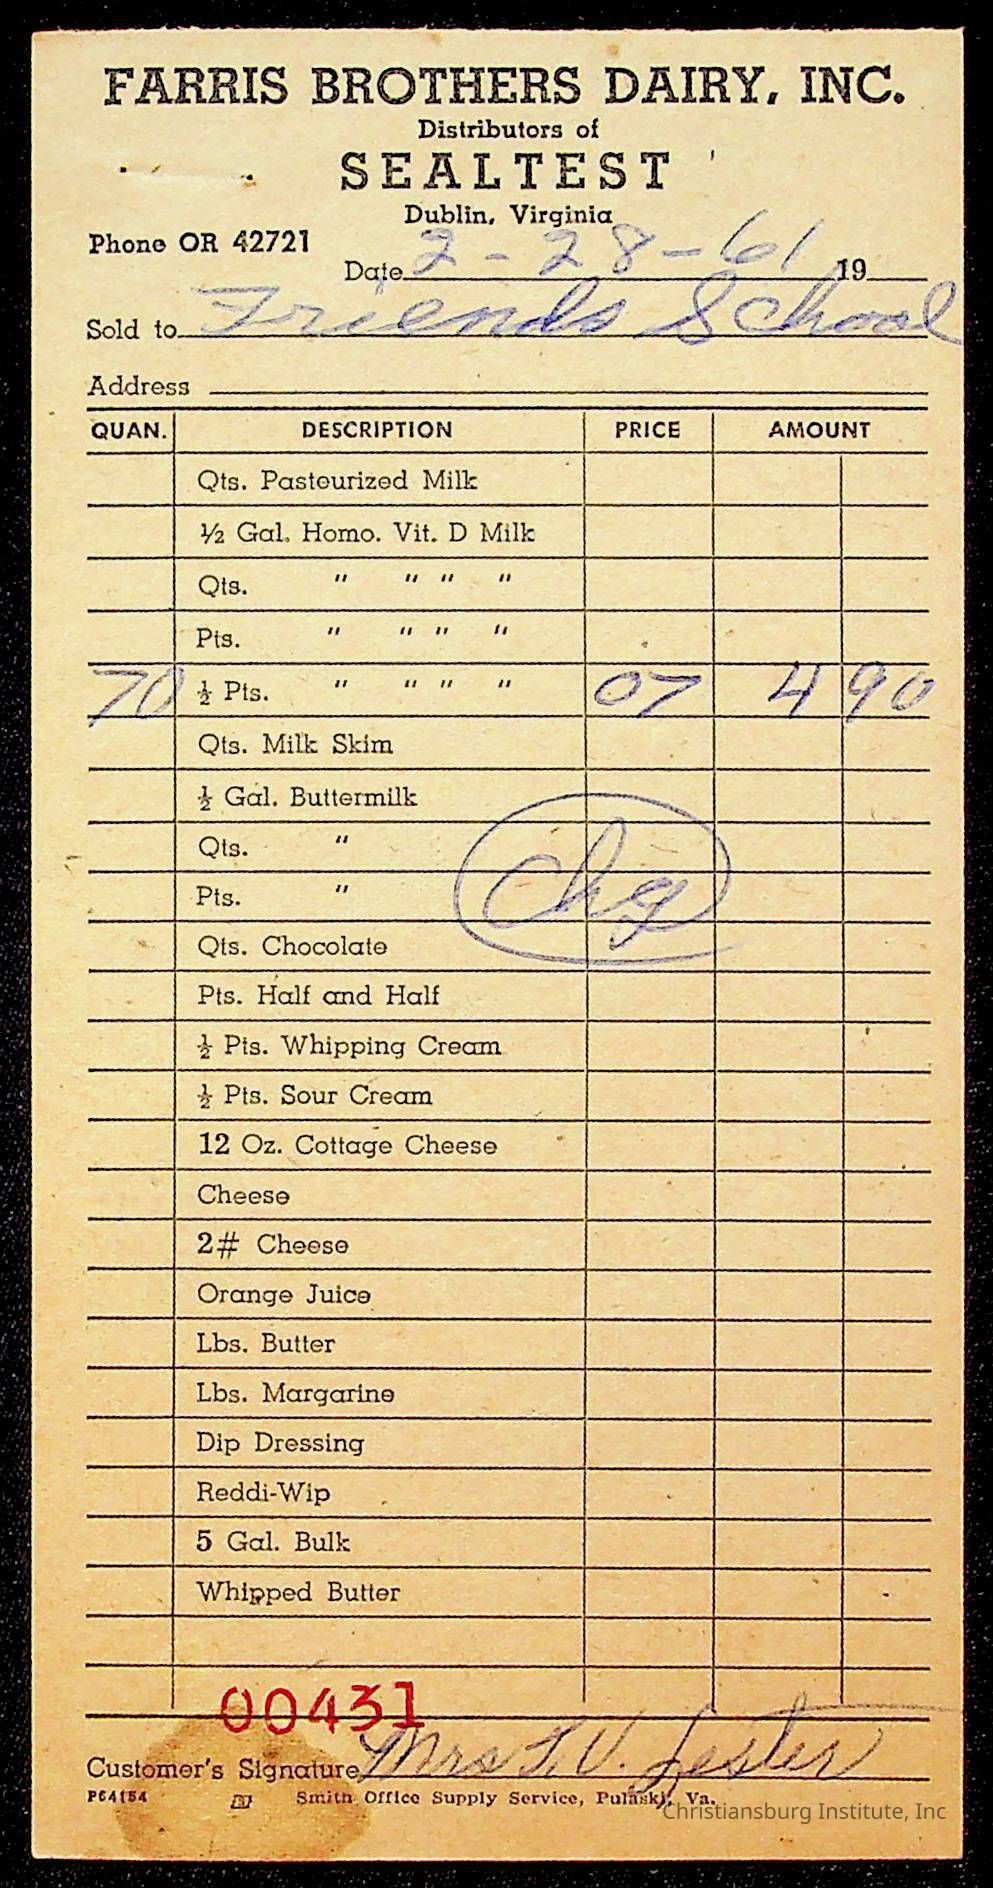 FARRIS BROTHERS DAIRY, INC.
Distributors of
SEALTEST
Dublin, Virginia
Phone OR 42721
Date 2-28-61 19
Sold to Friends School
Address
QUAN. DESCRIPTION PRICE AMOUNT
Qts. Pasteurized Milk
½ Gal. Homo. Vit. D Milk
Qts. " " " "
Pts. " " " "
70 ½ Pts. " " " " 07 4 90
Qts. Milk Skim
½ Gal. Buttermilk
Qts. "
Pts. "
chg
Qts. Chocolate
Pts. Half and Half
½ Pts. Whipping Cream
½ Pts. Sour Cream
12 Oz. Cottage Cheese
Cheese
2# Cheese
Orange Juice
Lbs. Butter
Lbs. Margarine
Dip Dressing
Reddi-Wip
5 Gal. Bulk
Whipped Butter
00431
Customer's Signature Mrs T. V. Lester
P64154 Smith Office Supply Service, Pulaski, Va.
Christiansburg Institute, Inc